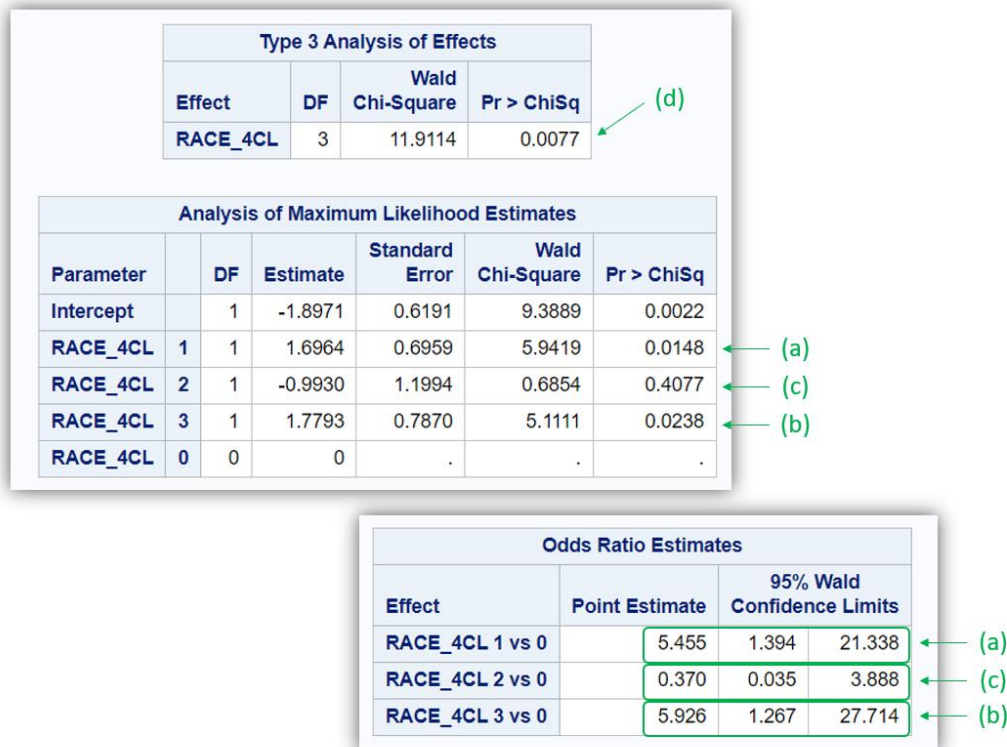 Type 3 Analysis of Effects
Effect DF Wald Chi-Square Pr > ChiSq
RACE_4CL 3 11.9114 0.0077
(d)
Analysis of Maximum Likelihood Estimates
Parameter DF Estimate Standard Error Wald Chi-Square Pr > ChiSq
Intercept 1 -1.8971 0.6191 9.3889 0.0022
RACE_4CL 1 1 1.6964 0.6959 5.9419 0.0148 (a)
RACE_4CL 2 1 -0.9930 1.1994 0.6854 0.4077 (c)
RACE_4CL 3 1 1.7793 0.7870 5.1111 0.0238 (b)
RACE_4CL 0 0 0 . . .
Odds Ratio Estimates
Effect Point Estimate 95% Wald Confidence Limits
RACE_4CL 1 vs 0 5.455 1.394 21.338 (a)
RACE_4CL 2 vs 0 0.370 0.035 3.888 (c)
RACE_4CL 3 vs 0 5.926 1.267 27.714 (b)